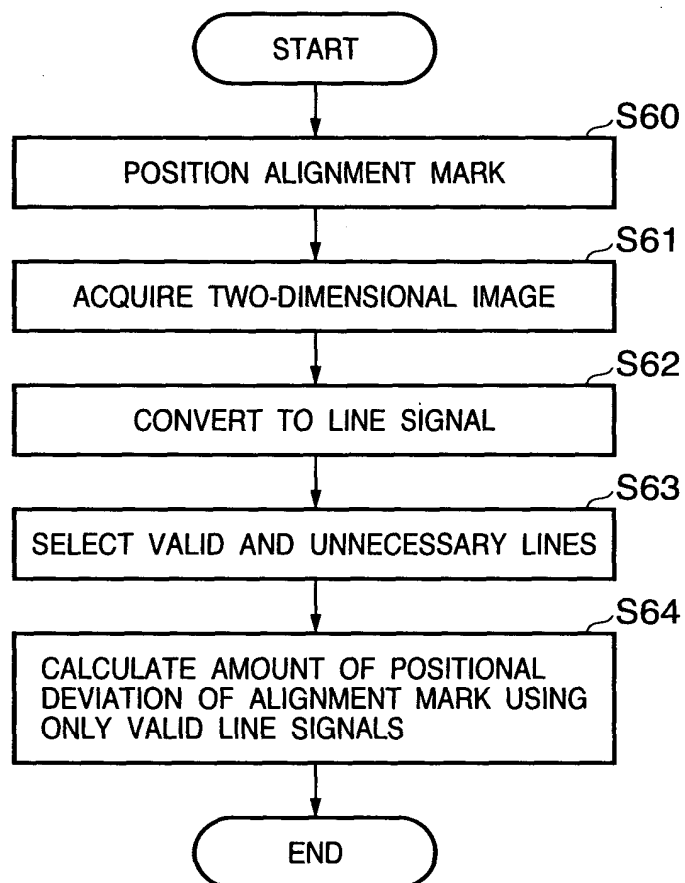 START
S60
POSITION ALIGNMENT MARK
S61
ACQUIRE TWO-DIMENSIONAL IMAGE
S62
CONVERT TO LINE SIGNAL
S63
SELECT VALID AND UNNECESSARY LINES
S64
CALCULATE AMOUNT OF POSITIONAL
DEVIATION OF ALIGNMENT MARK USING
ONLY VALID LINE SIGNALS
END